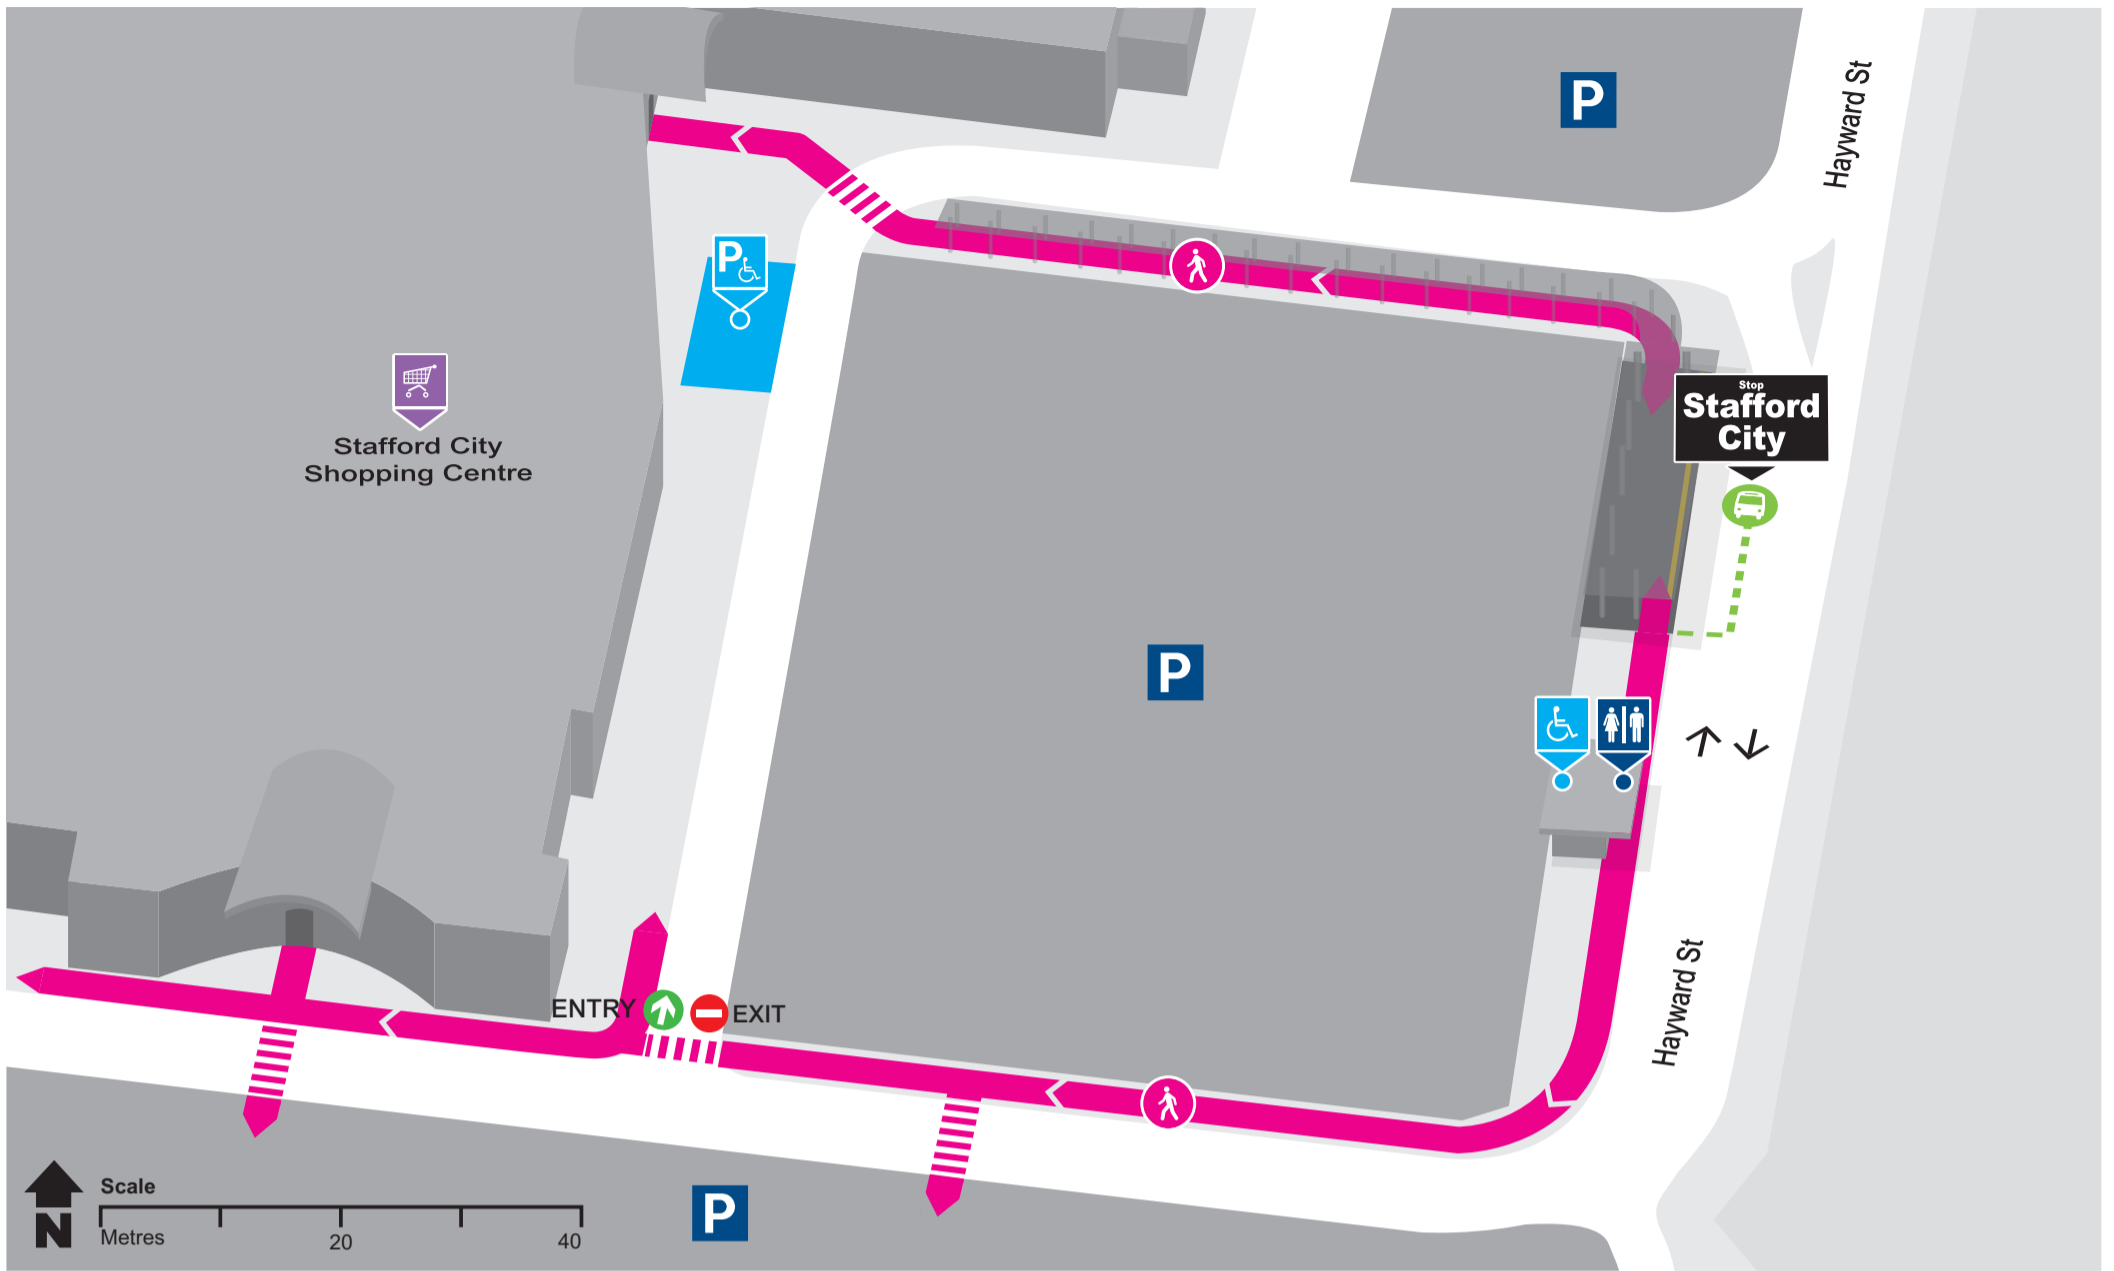 P
Hayward St
P
Stop
Stafford
City
Stafford City
Shopping Centre
P
Hayward St
ENTRY
EXIT
P
N
Scale
Metres
20
40